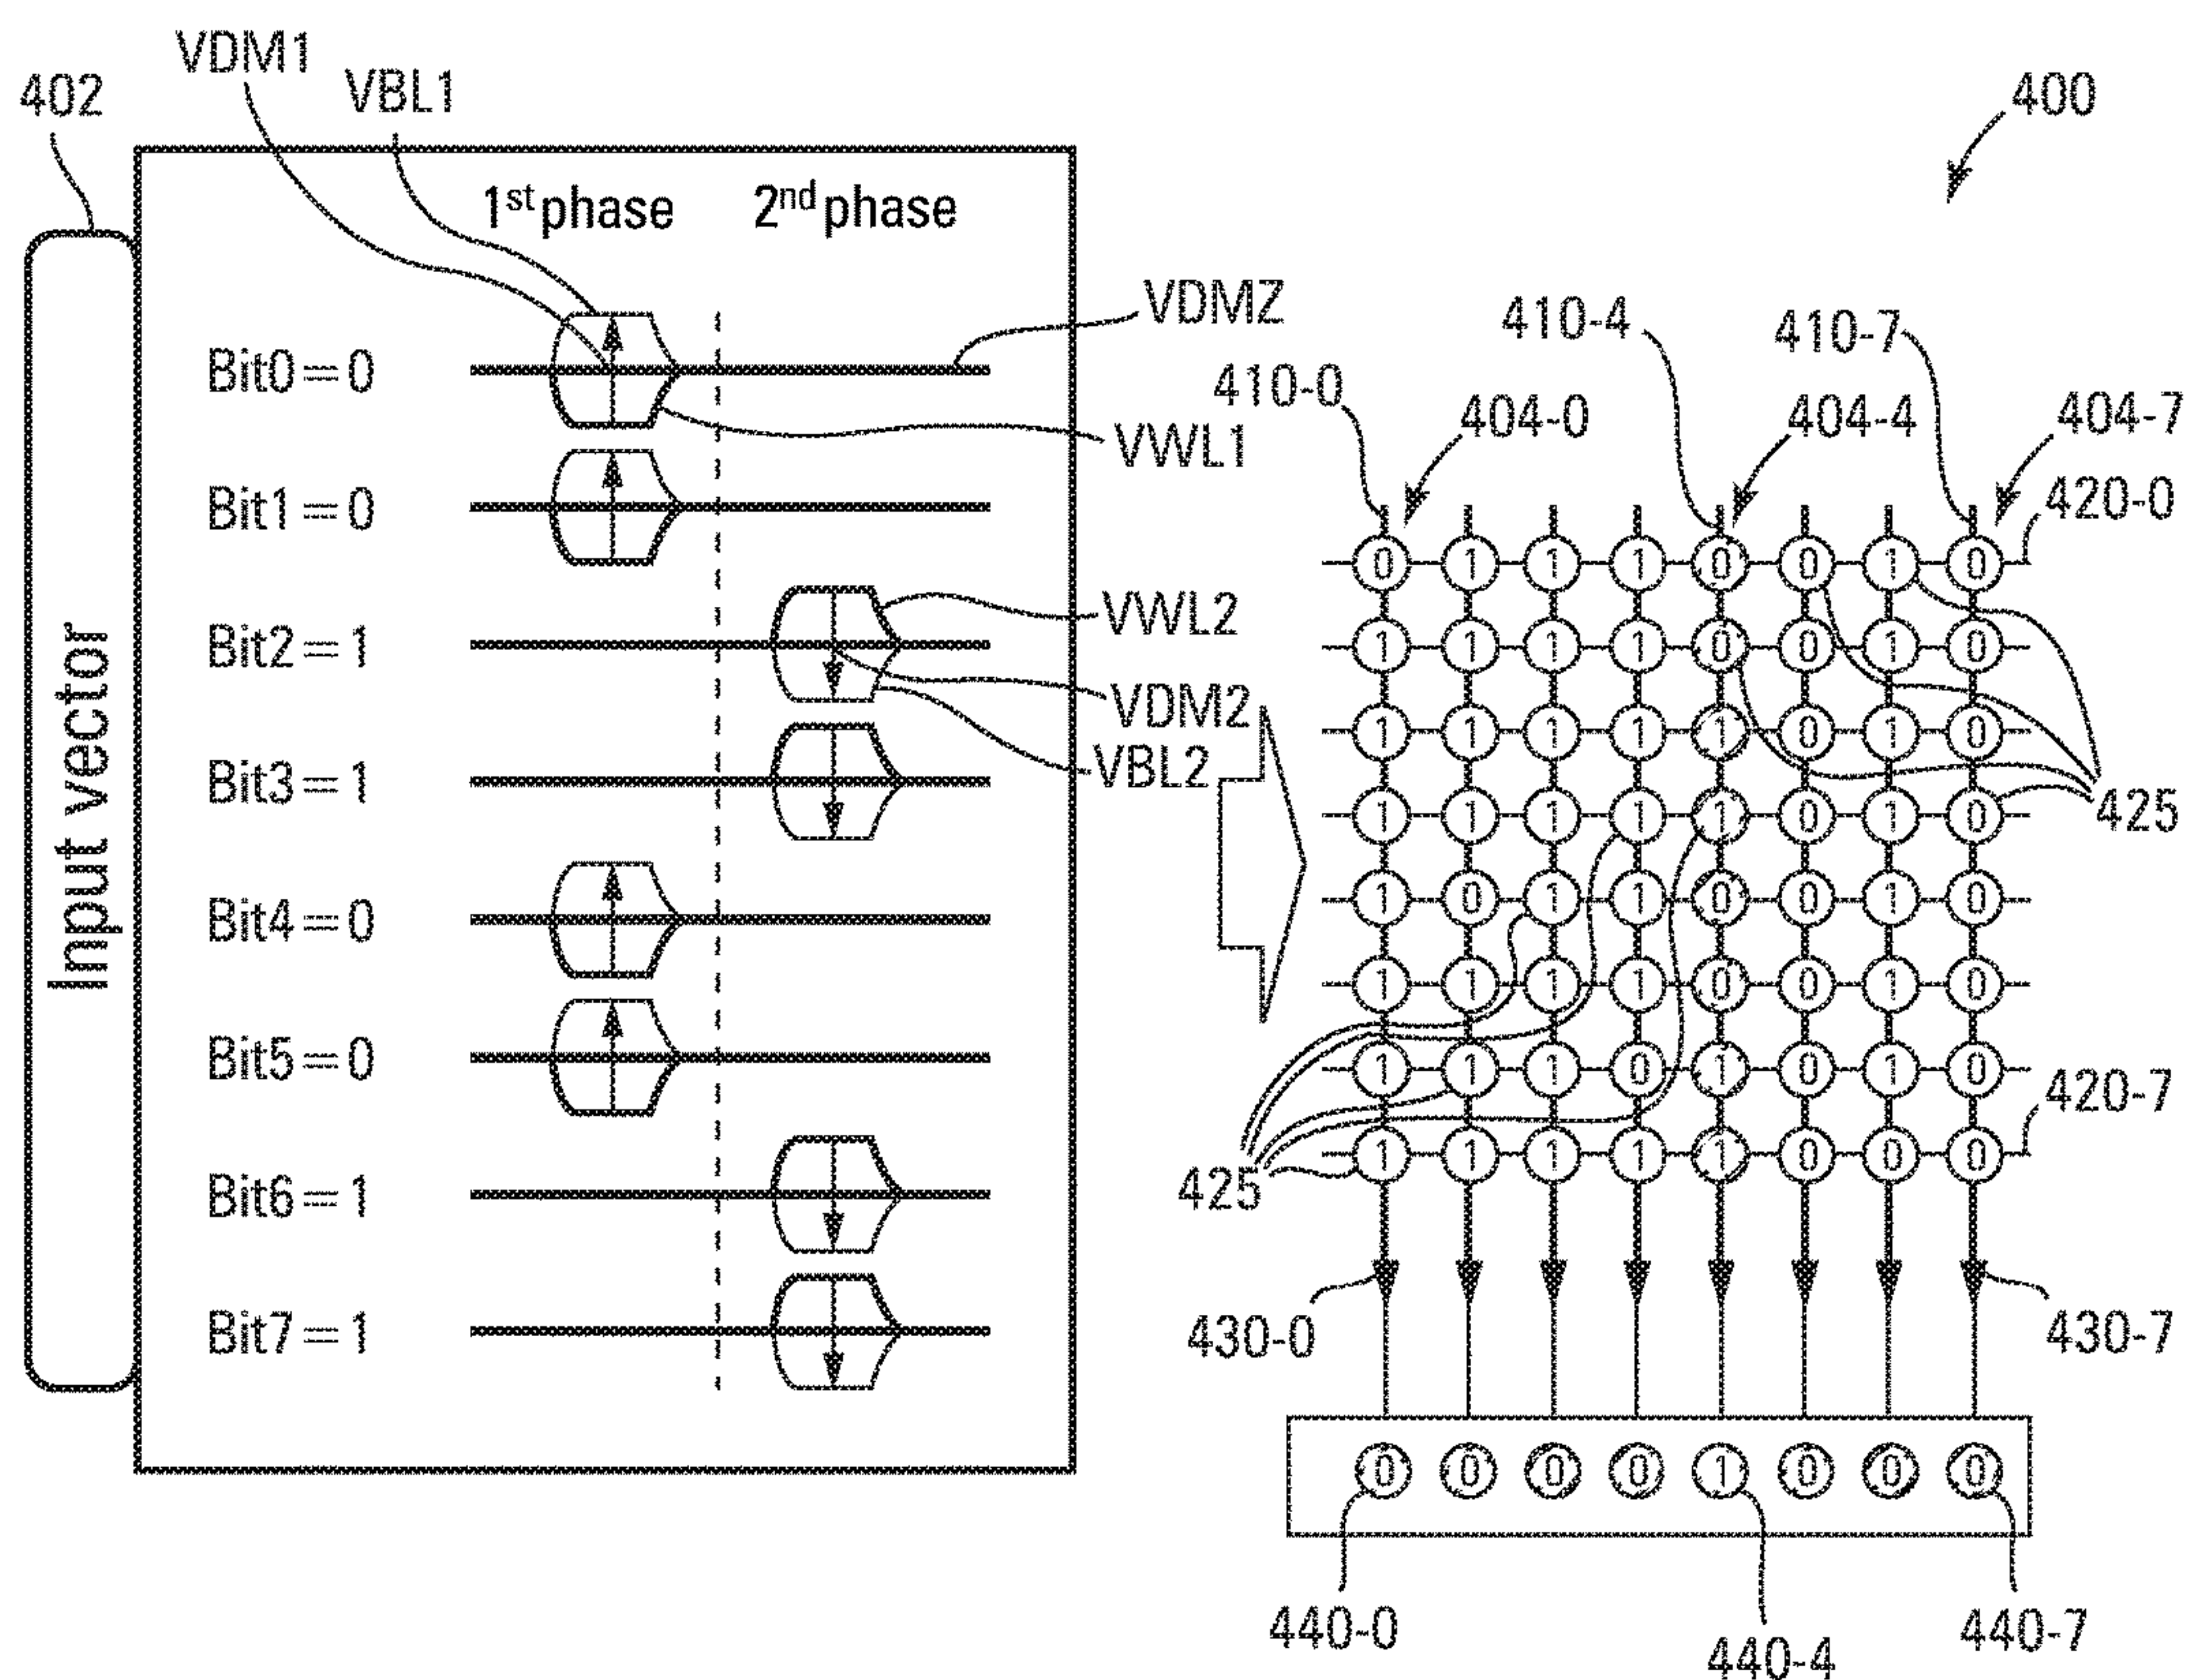 VDM1
402
VBL1
400
1st phase 2nd phase
VDMZ
410-4
410-7
410-0
Bit0 = 0
404-0
404-4
404-7
VWL1
420-0
Bit1 = 0
0 1 1 1 0 0 1 0
VWL2
Bit2 = 1
1 1 1 1 0 0 1 0
VDM2
1 1 1 1 1 0 1 0
VBL2
Bit3 = 1
1 1 1 1 1 0 1 0
425
Input vector
1 0 1 1 0 0 1 0
Bit4 = 0
1 1 1 1 0 0 1 0
Bit5 = 0
1 1 1 0 1 0 1 0
420-7
1 1 1 1 1 0 0 0
425
Bit6 = 1
Bit7 = 1
430-0
430-7
0 0 0 0 1 0 0 0
440-0
440-4
440-7